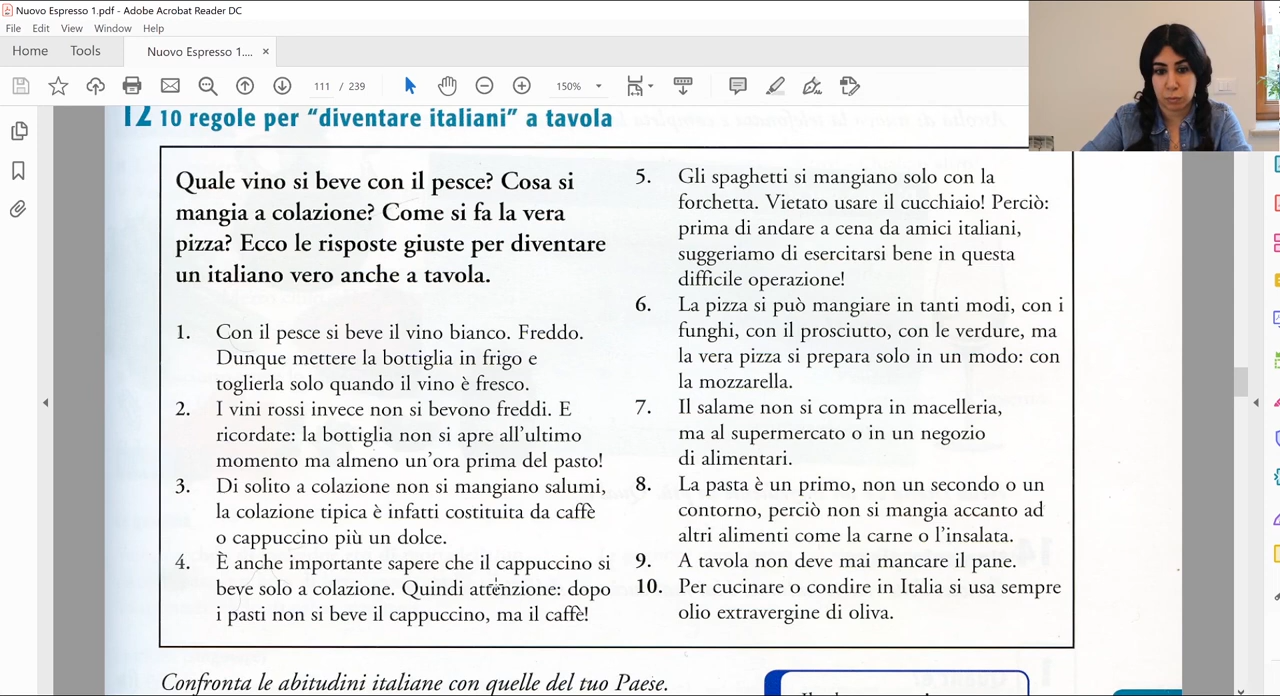 Nuovo Espresso 1.pdf - Adobe Acrobat Reader DC
File Edit View Window Help
Home Tools Nuovo Espresso 1.... ×
111 / 239 150%
12 10 regole per “diventare italiani” a tavola
Quale vino si beve con il pesce? Cosa si
mangia a colazione? Come si fa la vera
pizza? Ecco le risposte giuste per diventare
un italiano vero anche a tavola.
1. Con il pesce si beve il vino bianco. Freddo.
Dunque mettere la bottiglia in frigo e
toglierla solo quando il vino è fresco.
2. I vini rossi invece non si bevono freddi. E
ricordate: la bottiglia non si apre all’ultimo
momento ma almeno un’ora prima del pasto!
3. Di solito a colazione non si mangiano salumi,
la colazione tipica è infatti costituita da caffè
o cappuccino più un dolce.
4. È anche importante sapere che il cappuccino si
beve solo a colazione. Quindi attenzione: dopo
i pasti non si beve il cappuccino, ma il caffè!
5. Gli spaghetti si mangiano solo con la
forchetta. Vietato usare il cucchiaio! Perciò:
prima di andare a cena da amici italiani,
suggeriamo di esercitarsi bene in questa
difficile operazione!
6. La pizza si può mangiare in tanti modi, con i
funghi, con il prosciutto, con le verdure, ma
la vera pizza si prepara solo in un modo: con
la mozzarella.
7. Il salame non si compra in macelleria,
ma al supermercato o in un negozio
di alimentari.
8. La pasta è un primo, non un secondo o un
contorno, perciò non si mangia accanto ad
altri alimenti come la carne o l’insalata.
9. A tavola non deve mai mancare il pane.
10. Per cucinare o condire in Italia si usa sempre
olio extravergine di oliva.
Confronta le abitudini italiane con quelle del tuo Paese.